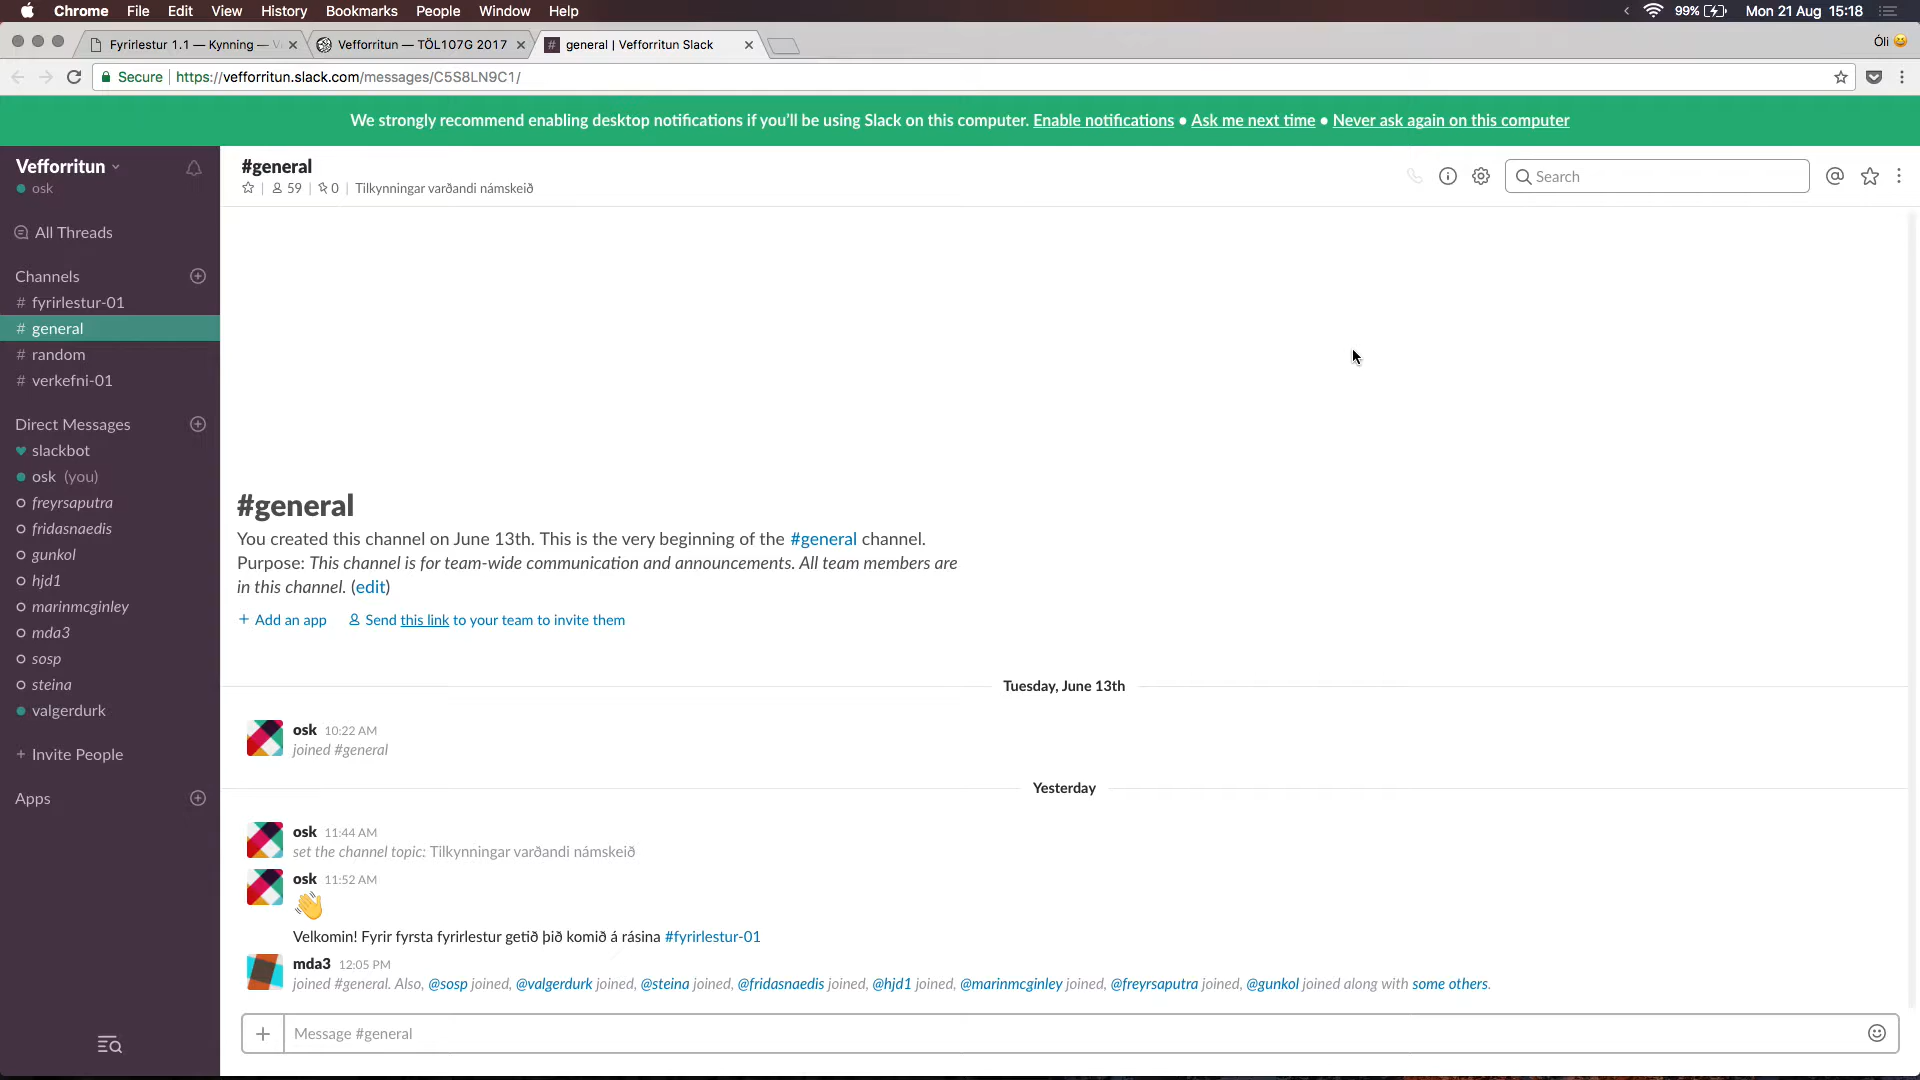 Chrome File Edit View History Bookmarks People Window Help 99% Mon 21 Aug 15:18
Fyrirlestur 1.1 — Kynning — Vefforritun — TÖL107G 2017 # general | Vefforritun Slack Óli
Secure https://vefforritun.slack.com/messages/C5S8LN9C1/
We strongly recommend enabling desktop notifications if you'll be using Slack on this computer. Enable notifications • Ask me next time • Never ask again on this computer
Vefforritun
osk
All Threads
Channels
# fyrirlestur-01
# general
# random
# verkefni-01
Direct Messages
slackbot
osk (you)
freyrsaputra
fridasnaedis
gunkol
hjd1
marinmcginley
mda3
sosp
steina
valgerdurk
+ Invite People
Apps
#general
59 | 0 | Tilkynningar varðandi námskeið
Search
#general
You created this channel on June 13th. This is the very beginning of the #general channel.
Purpose: This channel is for team-wide communication and announcements. All team members are
in this channel. (edit)
+ Add an app Send this link to your team to invite them
Tuesday, June 13th
osk 10:22 AM
joined #general
Yesterday
osk 11:44 AM
set the channel topic: Tilkynningar varðandi námskeið
osk 11:52 AM
👋
Velkomin! Fyrir fyrsta fyrirlestur getið þið komið á rásina #fyrirlestur-01
mda3 12:05 PM
joined #general. Also, @sosp joined, @valgerdurk joined, @steina joined, @fridasnaedis joined, @hjd1 joined, @marinmcginley joined, @freyrsaputra joined, @gunkol joined along with some others.
+ Message #general